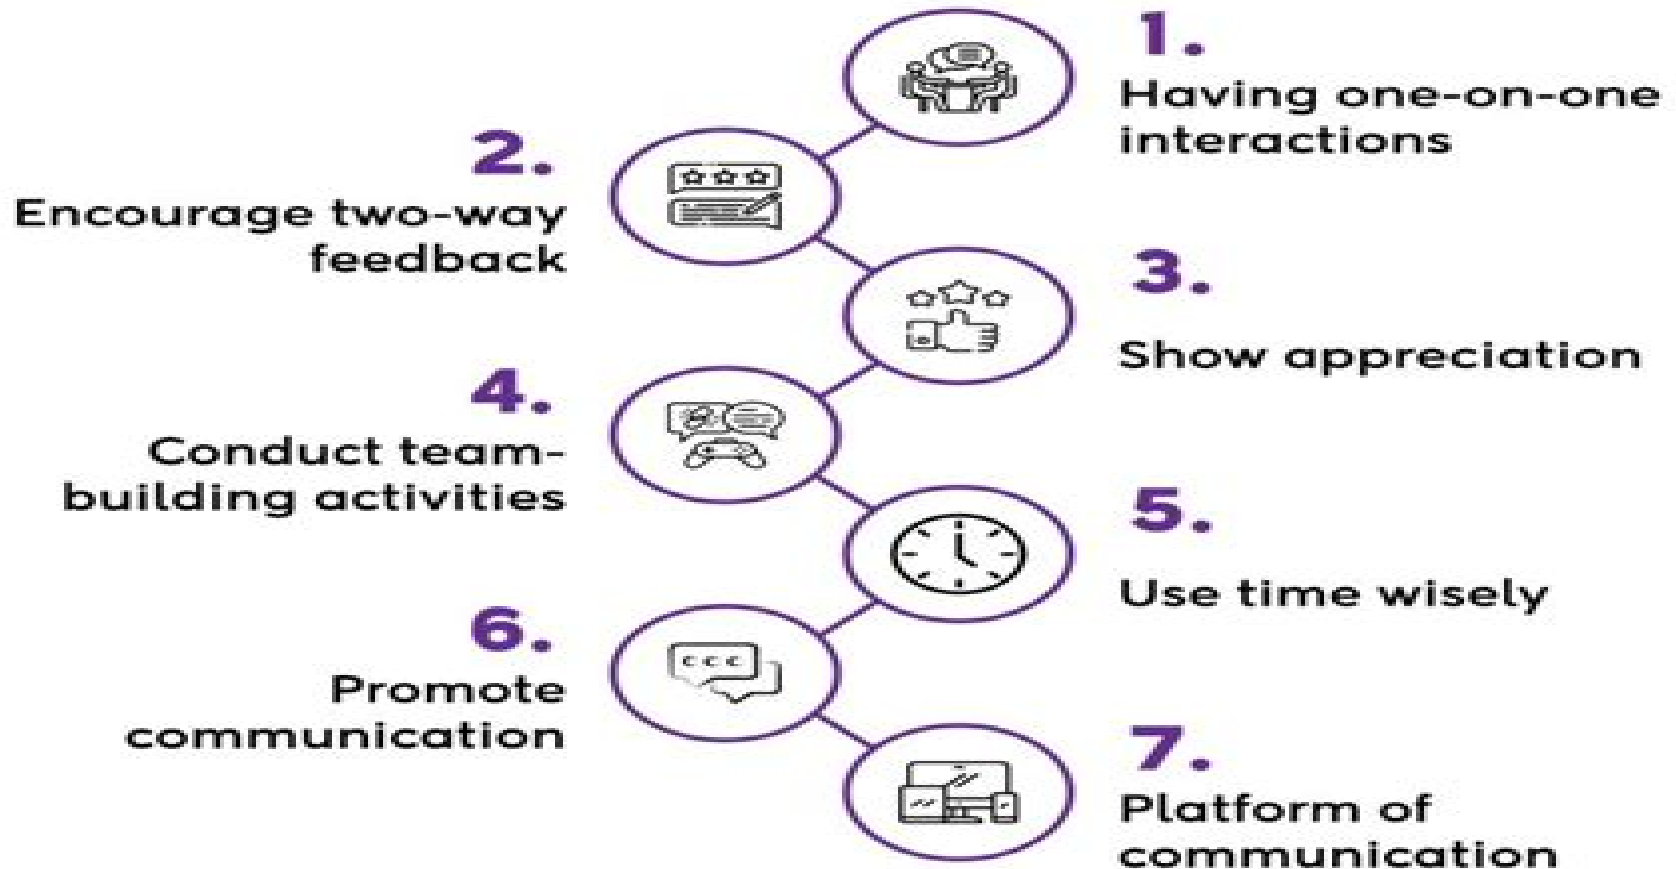 1.
Having one-on-one
interactions
2.
Encourage two-way
feedback
3.
Show appreciation
4.
Conduct team-
building activities
5.
Use time wisely
6.
Promote
communication
7.
Platform of
communication